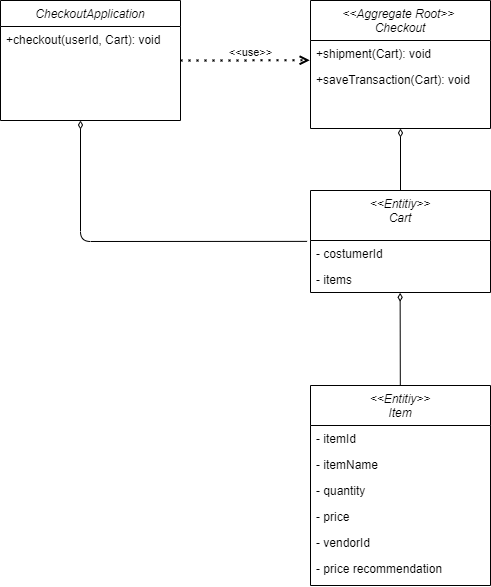 CheckoutApplication
+checkout(userId, Cart): void
<<use>>
<<Aggregate Root>>
Checkout
+shipment(Cart): void
+saveTransaction(Cart): void
<<Entitiy>>
Cart
- costumerId
- items
<<Entitiy>>
Item
- itemId
- itemName
- quantity
- price
- vendorId
- price recommendation